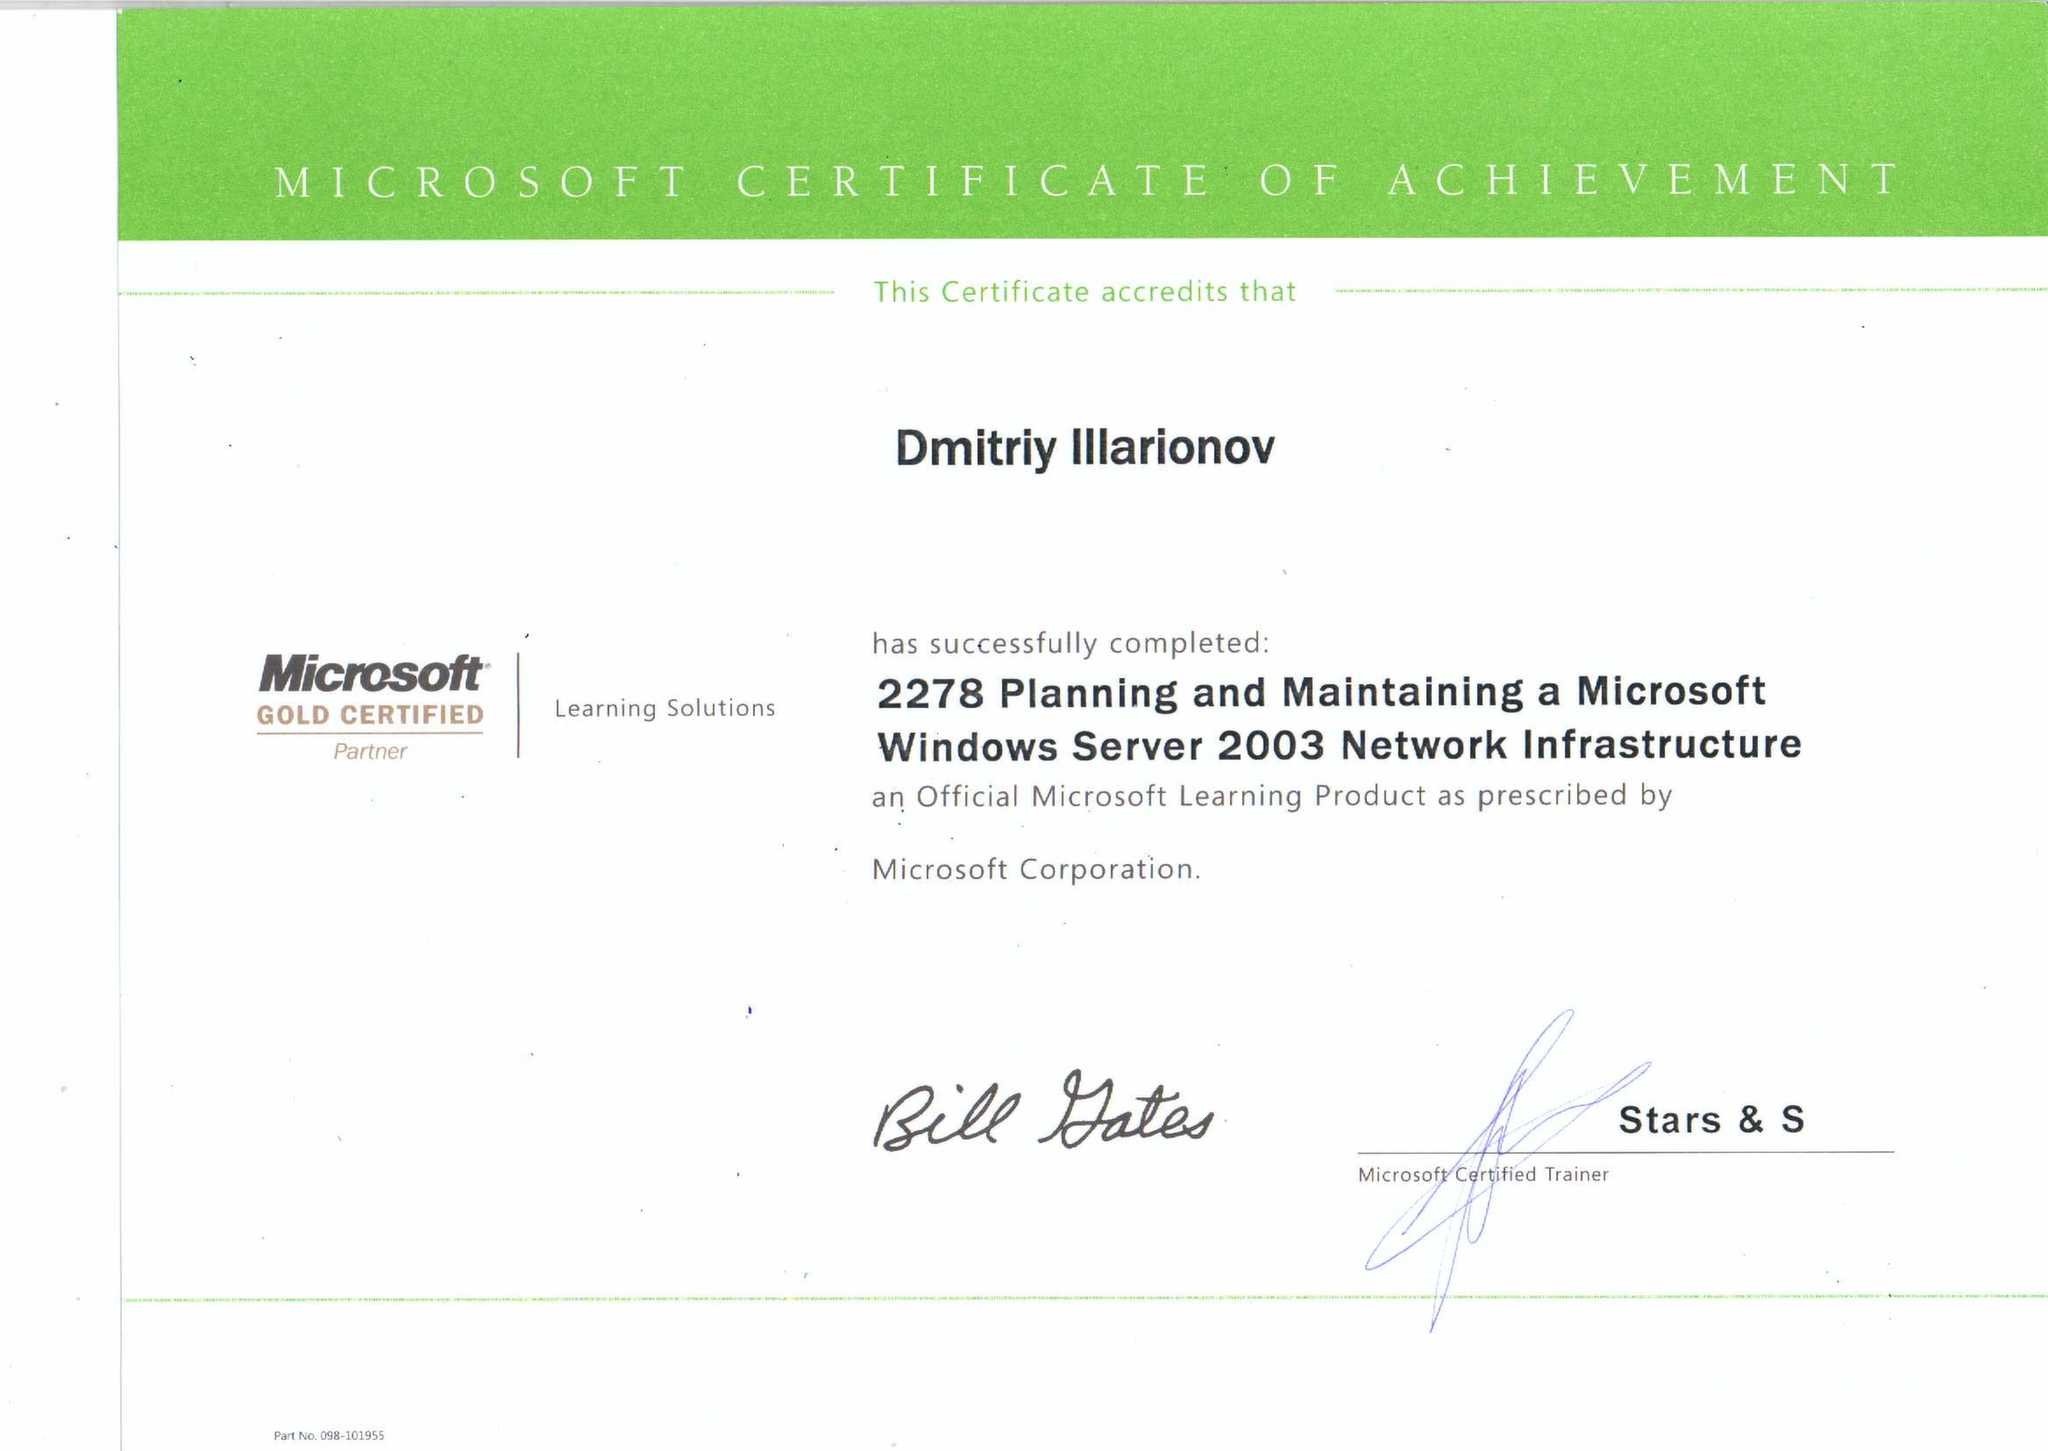 MICROSOFT CERTIFICATE OF ACHIEVEMENT
This Certificate accredits that
Dmitriy Illarionov
Microsoft®
GOLD CERTIFIED
Partner
Learning Solutions
has successfully completed:
2278 Planning and Maintaining a Microsoft
Windows Server 2003 Network Infrastructure
an Official Microsoft Learning Product as prescribed by
Microsoft Corporation.
Bill Gates
Stars & S
Microsoft Certified Trainer
Part No. 098-101955